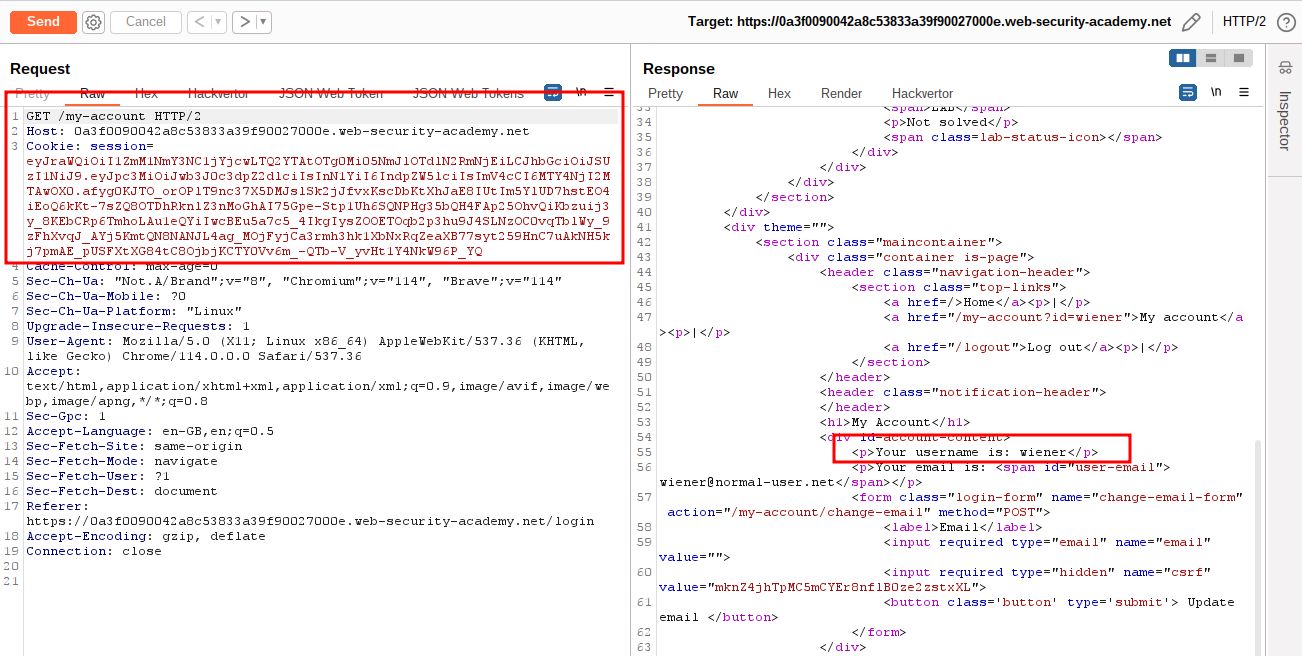 Send
Cancel
Target: https://0a3f0090042a8c53833a39f90027000e.web-security-academy.net
HTTP/2
Request
Pretty Raw Hex Hackvertor JSON Web Token JSON Web Tokens \n
1 GET /my-account HTTP/2
2 Host: 0a3f0090042a8c53833a39f90027000e.web-security-academy.net
3 Cookie: session=
4 Cache-Control: max-age=0
5 Sec-Ch-Ua: "Not.A/Brand";v="8", "Chromium";v="114", "Brave";v="114"
6 Sec-Ch-Ua-Mobile: ?0
7 Sec-Ch-Ua-Platform: "Linux"
8 Upgrade-Insecure-Requests: 1
9 User-Agent: Mozilla/5.0 (X11; Linux x86_64) AppleWebKit/537.36 (KHTML,
like Gecko) Chrome/114.0.0.0 Safari/537.36
10 Accept:
text/html,application/xhtml+xml,application/xml;q=0.9,image/avif,image/we
bp,image/apng,*/*;q=0.8
11 Sec-Gpc: 1
12 Accept-Language: en-GB,en;q=0.5
13 Sec-Fetch-Site: same-origin
14 Sec-Fetch-Mode: navigate
15 Sec-Fetch-User: ?1
16 Sec-Fetch-Dest: document
17 Referer:
https://0a3f0090042a8c53833a39f90027000e.web-security-academy.net/login
18 Accept-Encoding: gzip, deflate
19 Connection: close
20
21
Response
Pretty Raw Hex Render Hackvertor \n
33 <span>LAB</span>
34 <p>Not solved</p>
35 <span class=lab-status-icon></span>
36 </div>
37 </div>
38 </div>
39 </section>
40 </div>
41 <div theme="">
42 <section class="maincontainer">
43 <div class="container is-page">
44 <header class="navigation-header">
45 <section class="top-links">
46 <a href=/>Home</a><p>|</p>
47 <a href="/my-account?id=wiener">My account</a
><p>|</p>
48 <a href="/logout">Log out</a><p>|</p>
49 </section>
50 </header>
51 <header class="notification-header">
52 </header>
53 <h1>My Account</h1>
54 <div id=account-content>
55 <p>Your username is: wiener</p>
56 <p>Your email is: <span id="user-email">
wiener@normal-user.net</span></p>
57 <form class="login-form" name="change-email-form"
action="/my-account/change-email" method="POST">
58 <label>Email</label>
59 <input required type="email" name="email"
value="">
60 <input required type="hidden" name="csrf"
61 <button class='button' type='submit'> Update
email </button>
62 </form>
63 </div>
Inspector